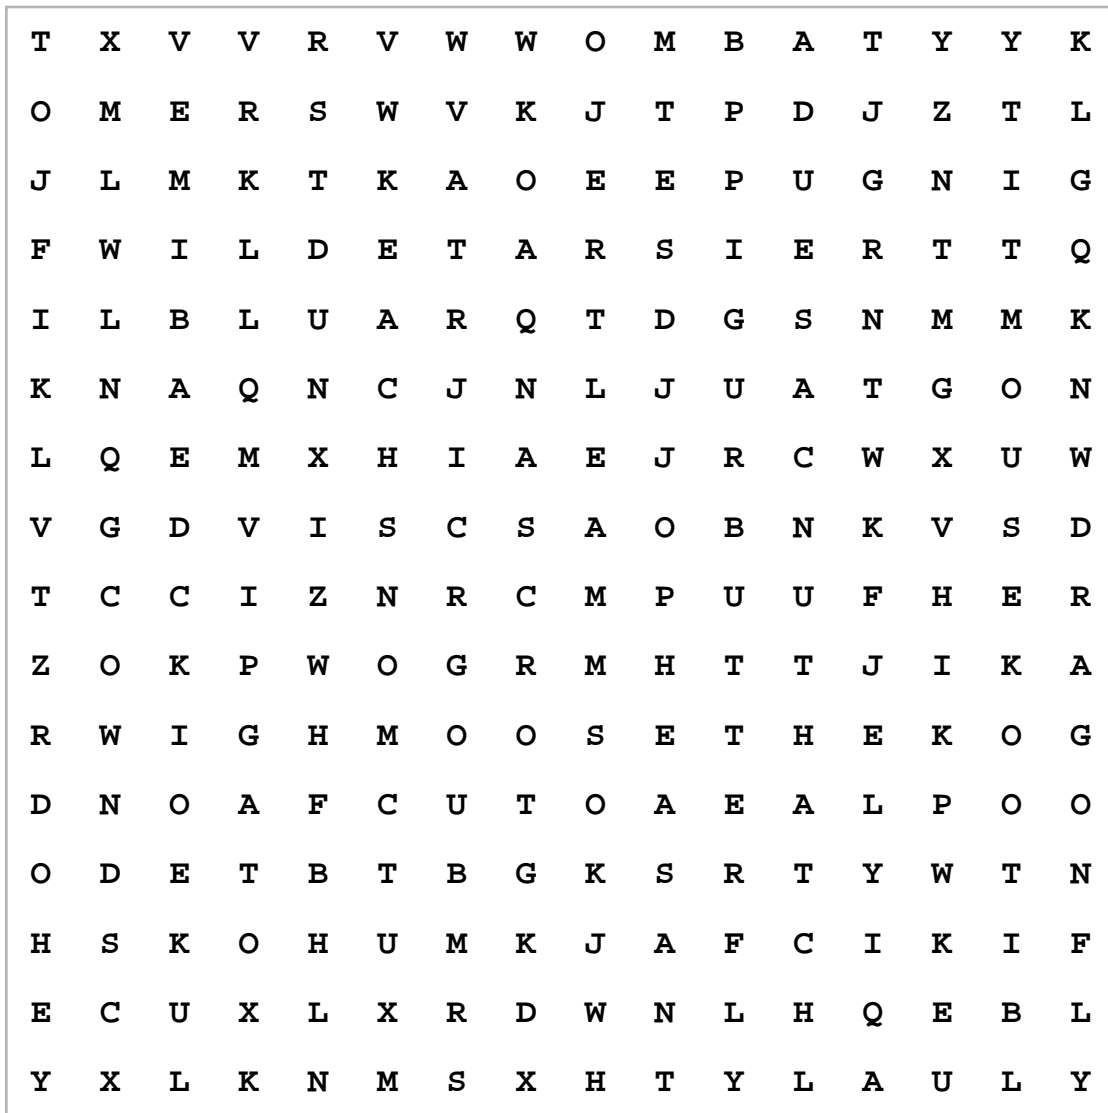 T X V V R V W W O M B A T Y Y K
O M E R S W V K J T P D J Z T L
J L M K T K A O E E P U G N I G
F W I L D E T A R S I E R T T Q
I L B L U A R Q T D G S N M M K
K N A Q N C J N L J U A T G O N
L Q E M X H I A E J R C W X U W
V G D V I S C S A O B N K V S D
T C C I Z N R C M P U U F H E R
Z O K P W O G R M H T T J I K A
R W I G H M O O S E T H E K O G
D N O A F C U T O A E A L P O O
O D E T B T B G K S R T Y W T N
H S K O H U M K J A F C I K I F
E C U X L X R D W N L H Q E B L
Y X L K N M S X H T Y L A U L Y